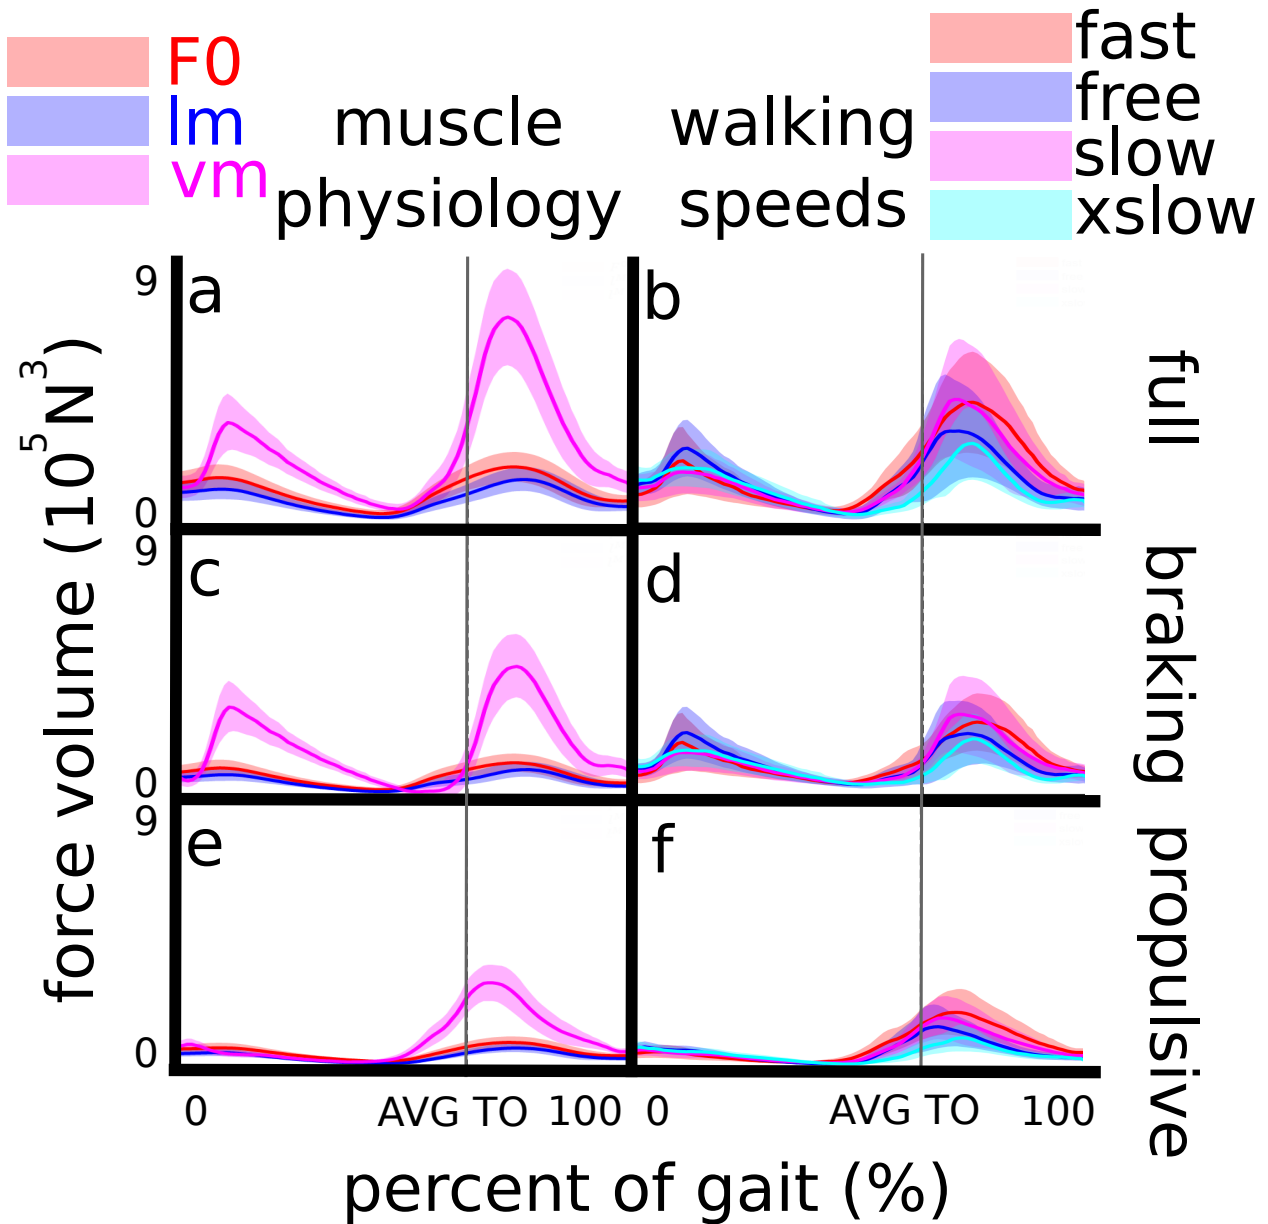 F0
lm
vm
muscle
physiology
walking
speeds
fast
free
slow
xslow
a
b
c
d
e
f
9
0
9
0
9
0
force volume (10⁵N³)
full
braking
propulsive
0 AVG TO 100
0 AVG TO 100
percent of gait (%)